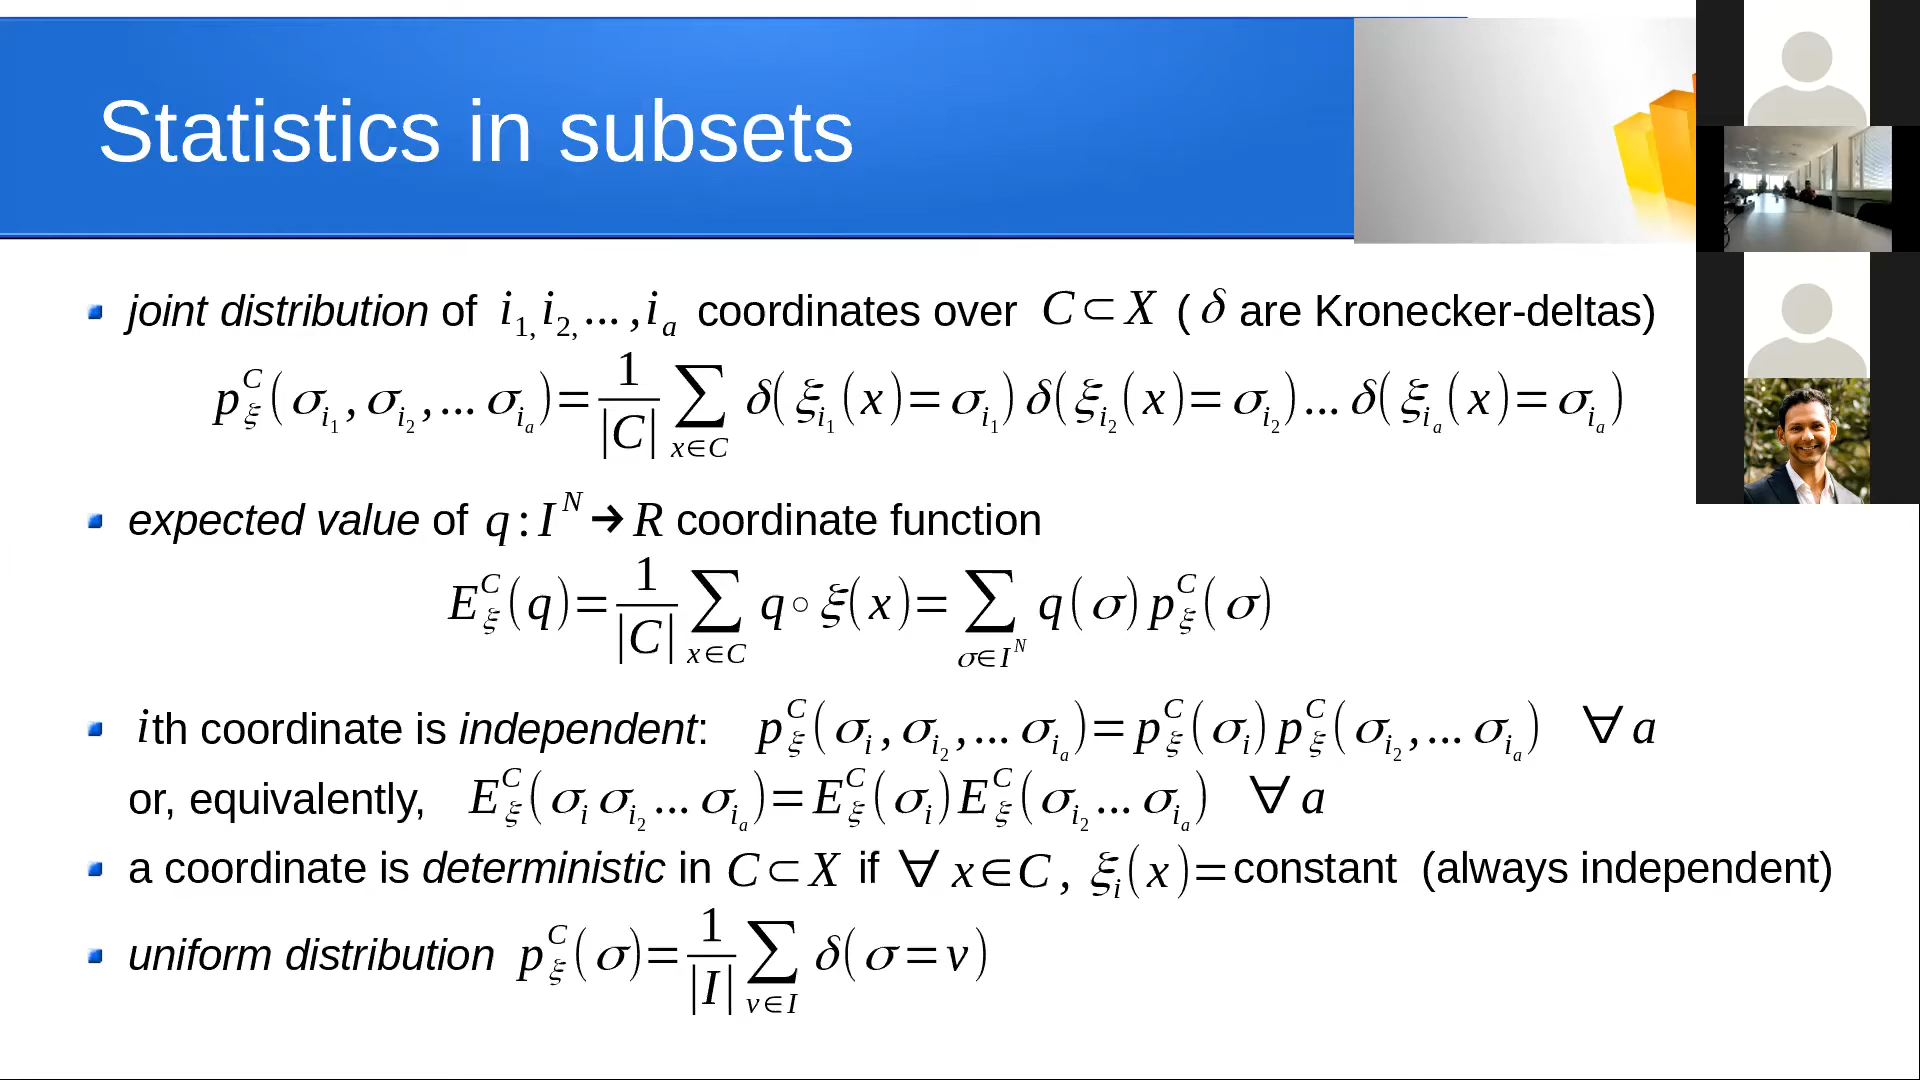 Statistics in subsets
joint distribution of i₁, i₂, ... , iₐ coordinates over C⊂X ( δ are Kronecker-deltas)
p_ξ^C(σ_{i₁}, σ_{i₂}, ... σ_{iₐ}) = 1/|C| ∑_{x∈C} δ(ξ_{i₁}(x)=σ_{i₁}) δ(ξ_{i₂}(x)=σ_{i₂}) ... δ(ξ_{iₐ}(x)=σ_{iₐ})
expected value of q : I^N → R coordinate function
E_ξ^C(q) = 1/|C| ∑_{x∈C} q∘ξ(x) = ∑_{σ∈I^N} q(σ) p_ξ^C(σ)
ith coordinate is independent: p_ξ^C(σ_i, σ_{i₂}, ... σ_{iₐ}) = p_ξ^C(σ_i) p_ξ^C(σ_{i₂}, ... σ_{iₐ}) ∀ a
or, equivalently, E_ξ^C(σ_i σ_{i₂} ... σ_{iₐ}) = E_ξ^C(σ_i) E_ξ^C(σ_{i₂} ... σ_{iₐ}) ∀ a
a coordinate is deterministic in C⊂X if ∀ x∈C , ξ_i(x)=constant (always independent)
uniform distribution p_ξ^C(σ) = 1/|I| ∑_{v∈I} δ(σ=v)